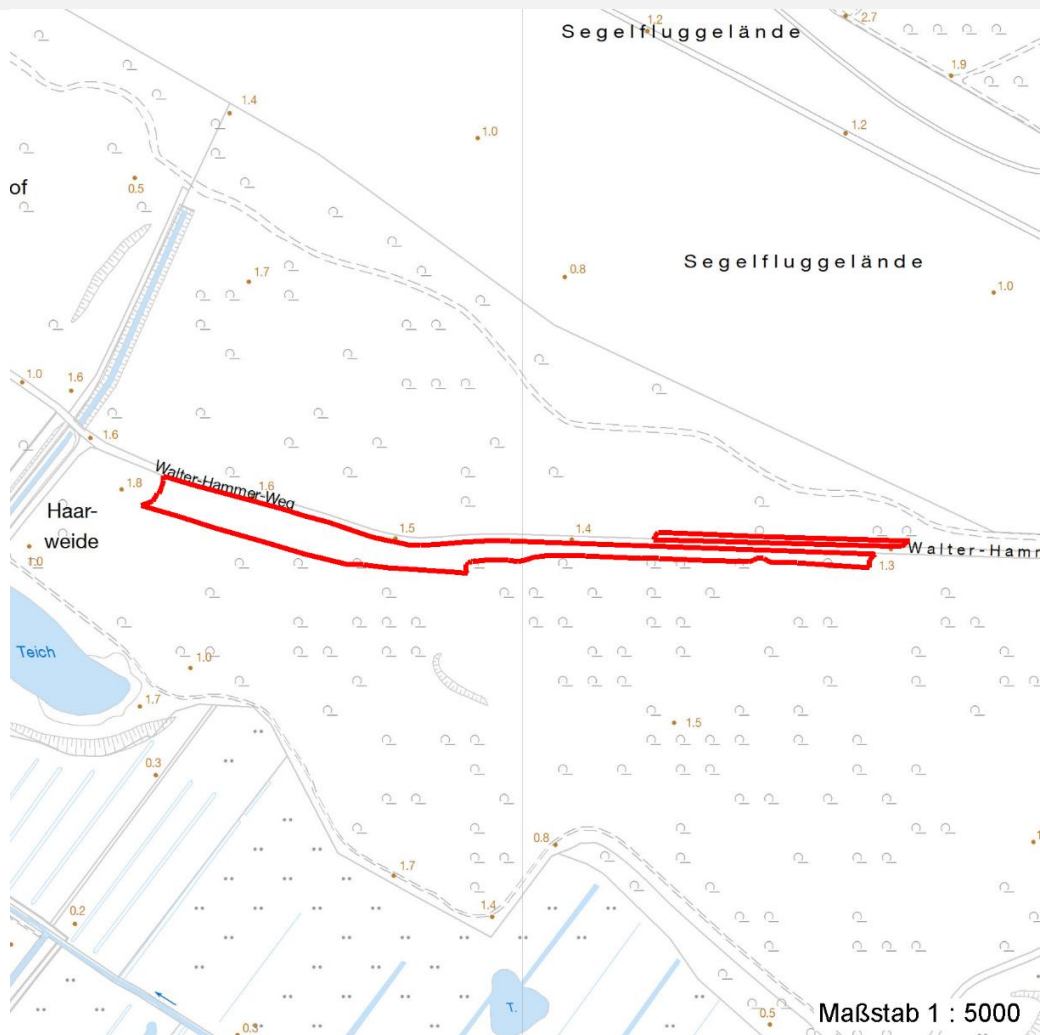 1.2
2.7
Segelfluggelände
1.9
1.4
1.2
1.0
of
0.5
Segelfluggelände
1.7
0.8
1.0
1.0
1.6
1.6
Walter-Hammer-Weg
1.6
1.8
Haar-
weide
1.5
1.4
Walter-Hamm
1.0
1.3
Teich
1.0
1.7
1.5
0.3
0.8
1.7
1.4
0.2
T.
0.5
0.3
Maßstab 1 : 5000